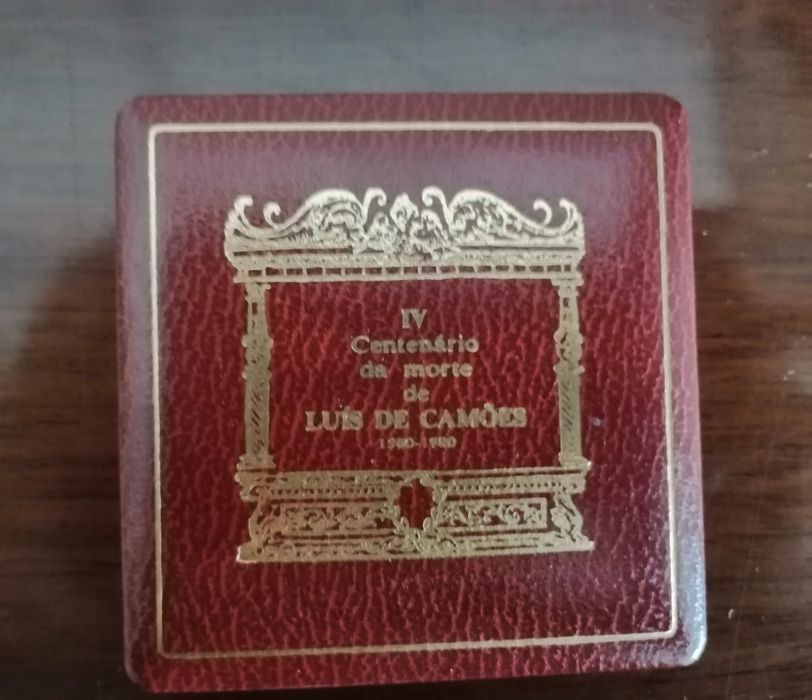 IV
Centenário
da morte
de
LUÍS DE CAMÕES
1580-1980